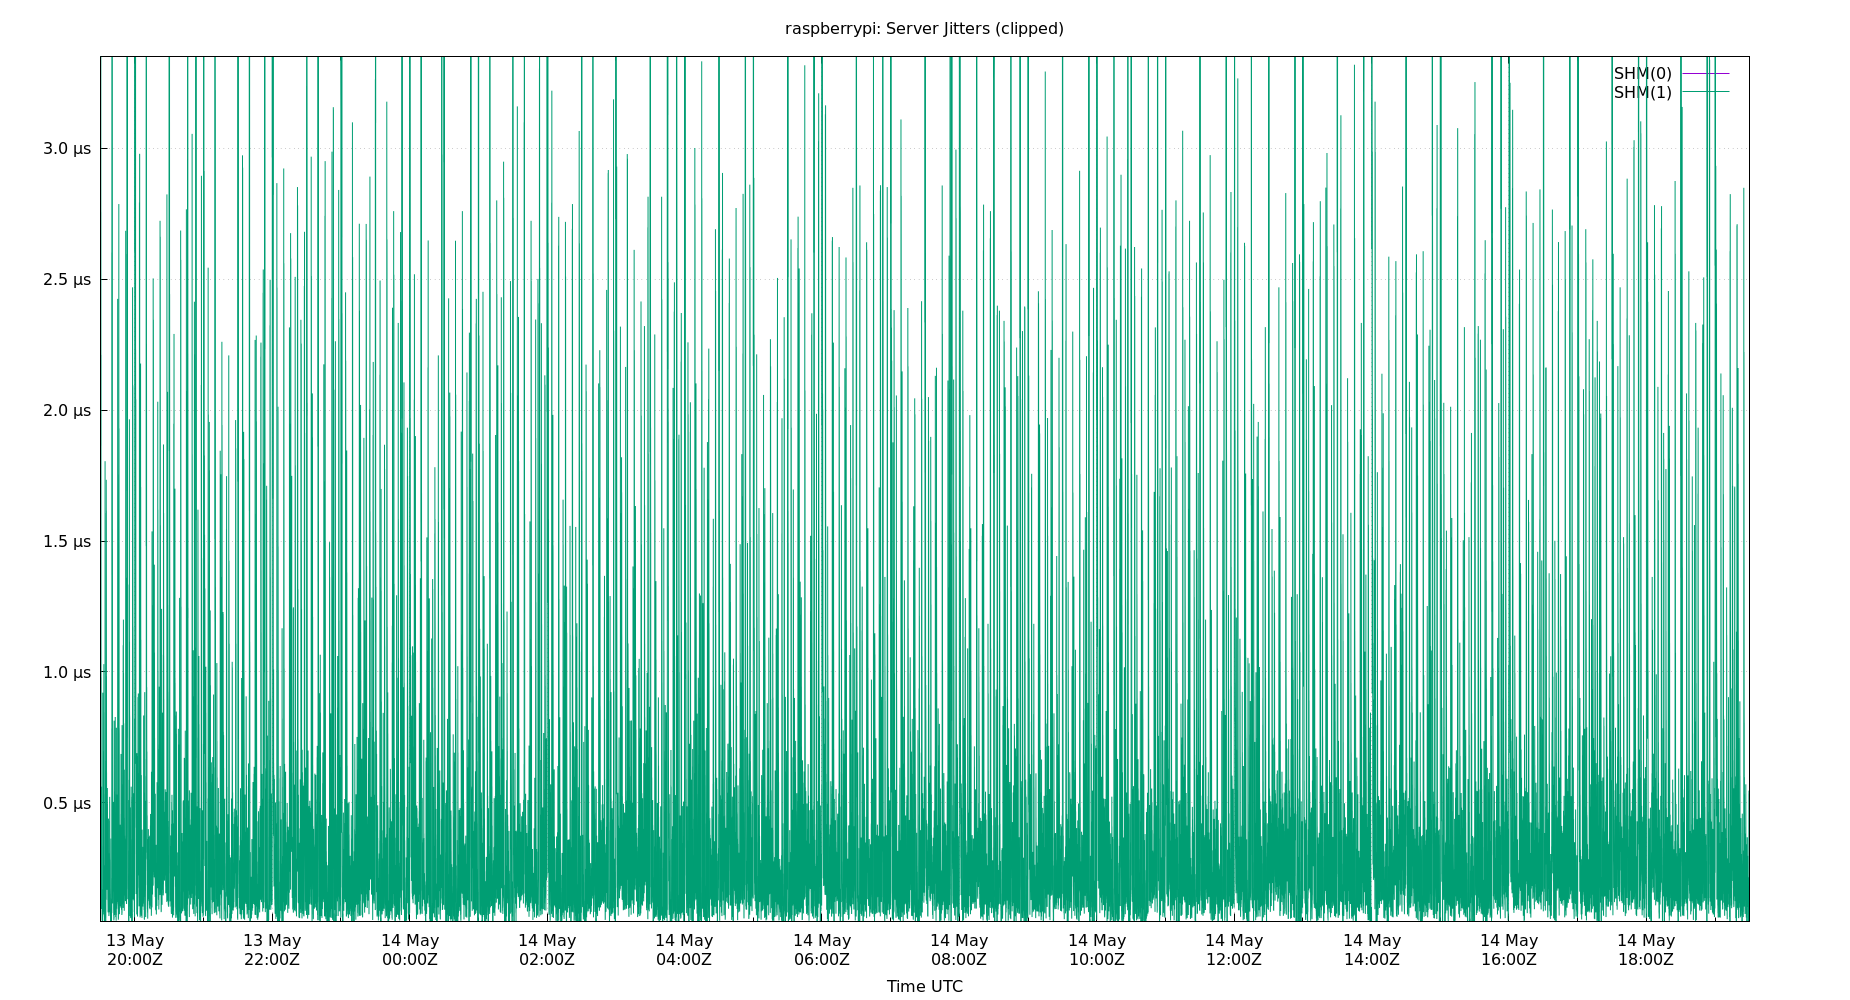 raspberrypi: Server Jitters (clipped)
SHM(0)
SHM(1)
3.0 µs
2.5 µs
2.0 µs
1.5 µs
1.0 µs
0.5 µs
13 May 13 May 14 May 14 May 14 May 14 May 14 May 14 May 14 May 14 May 14 May 14 May
20:00Z 22:00Z 00:00Z 02:00Z 04:00Z 06:00Z 08:00Z 10:00Z 12:00Z 14:00Z 16:00Z 18:00Z
Time UTC